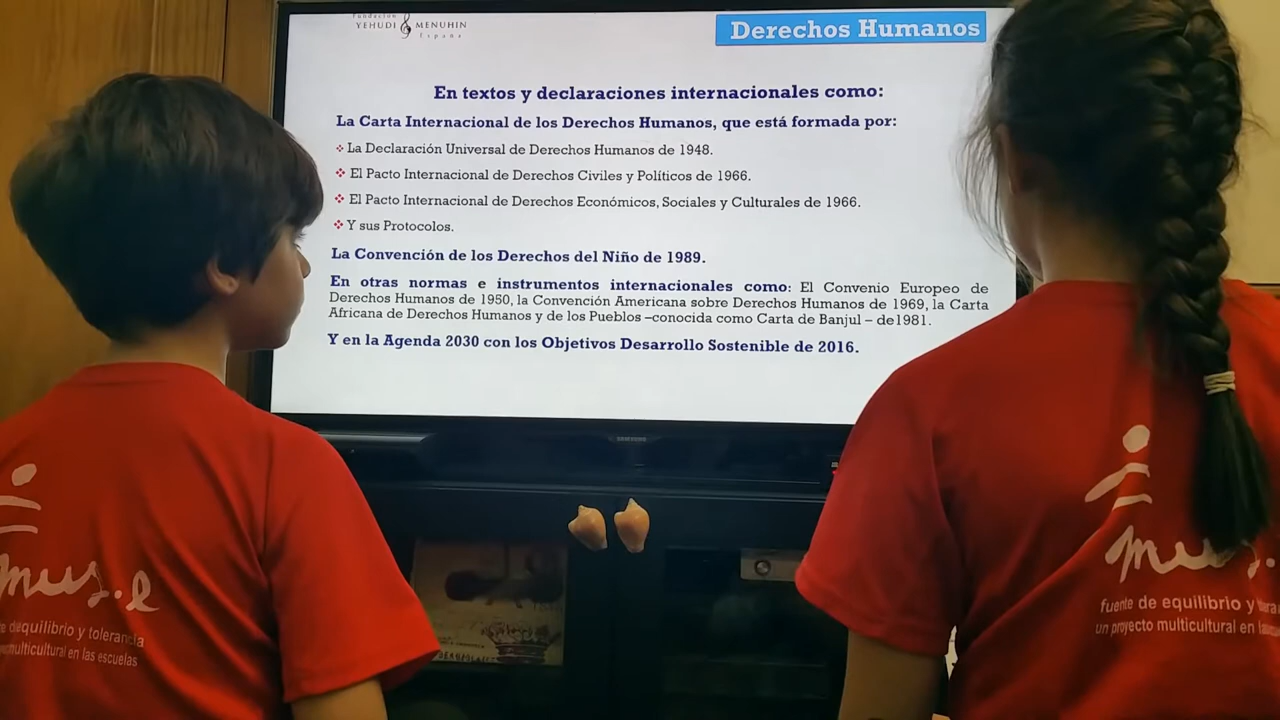 Fundación
YEHUDI MENUHIN
España
Derechos Humanos
En textos y declaraciones internacionales como:
La Carta Internacional de los Derechos Humanos, que está formada por:
La Declaración Universal de Derechos Humanos de 1948.
El Pacto Internacional de Derechos Civiles y Políticos de 1966.
El Pacto Internacional de Derechos Económicos, Sociales y Culturales de 1966.
Y sus Protocolos.
La Convención de los Derechos del Niño de 1989.
En otras normas e instrumentos internacionales como: El Convenio Europeo de
Derechos Humanos de 1950, la Convención Americana sobre Derechos Humanos de 1969, la Carta
Africana de Derechos Humanos y de los Pueblos –conocida como Carta de Banjul – de1981.
Y en la Agenda 2030 con los Objetivos Desarrollo Sostenible de 2016.
SAMSUNG
mus.e
equilibrio y tolerancia
multicultural en las escuelas
mus.
fuente de equilibrio y
un proyecto multicultural en